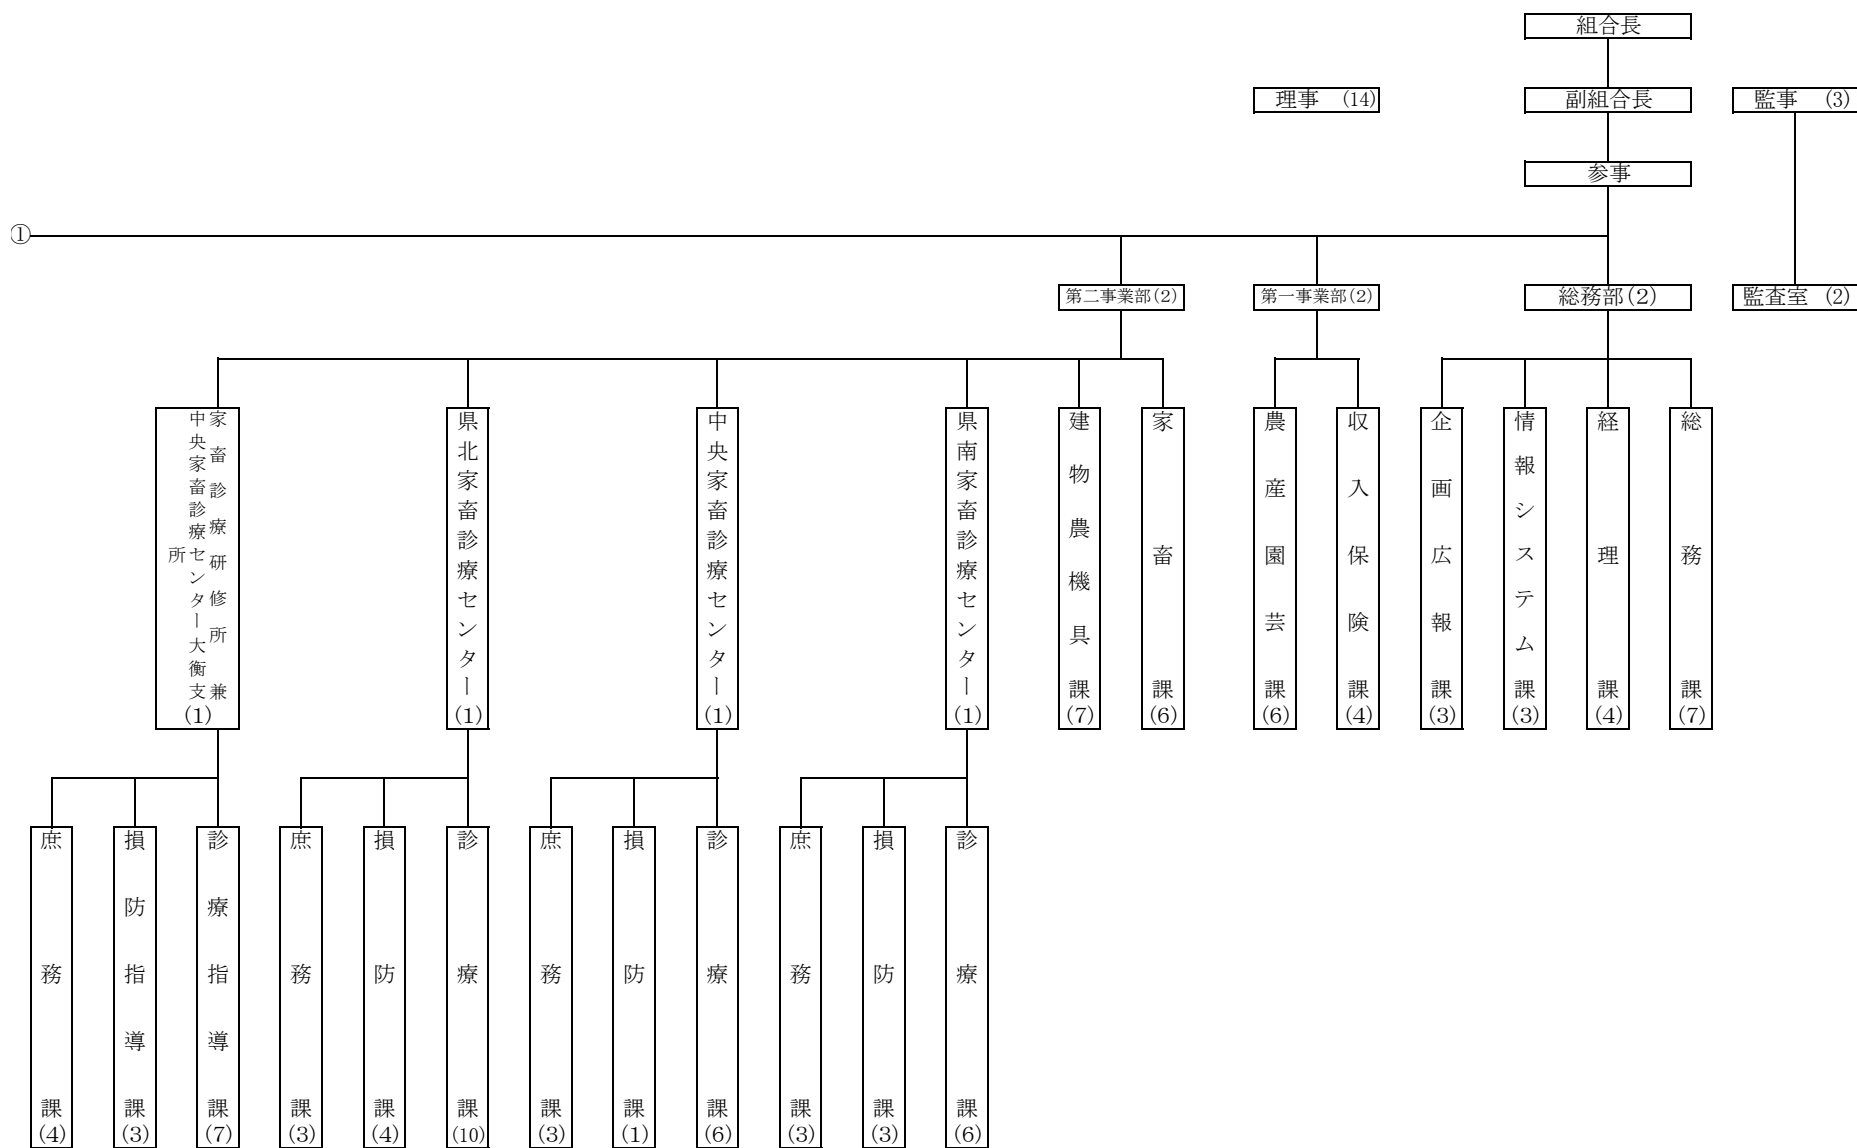 組合長
理事 (14)
副組合長
監事 (3)
参事
①
第二事業部(2)
第一事業部(2)
総務部(2)
監査室 (2)
家畜診療研修所 兼
中央家畜診療センター大衡支
所
(1)
県北家畜診療センター
(1)
中央家畜診療センター
(1)
県南家畜診療センター
(1)
建物農機具課
(7)
家畜課
(6)
農産園芸課
(6)
収入保険課
(4)
企画広報課
(3)
情報システム課
(3)
経理課
(4)
総務課
(7)
庶務課
(4)
損防指導課
(3)
診療指導課
(7)
庶務課
(3)
損防課
(4)
診療課
(10)
庶務課
(3)
損防課
(1)
診療課
(6)
庶務課
(3)
損防課
(3)
診療課
(6)